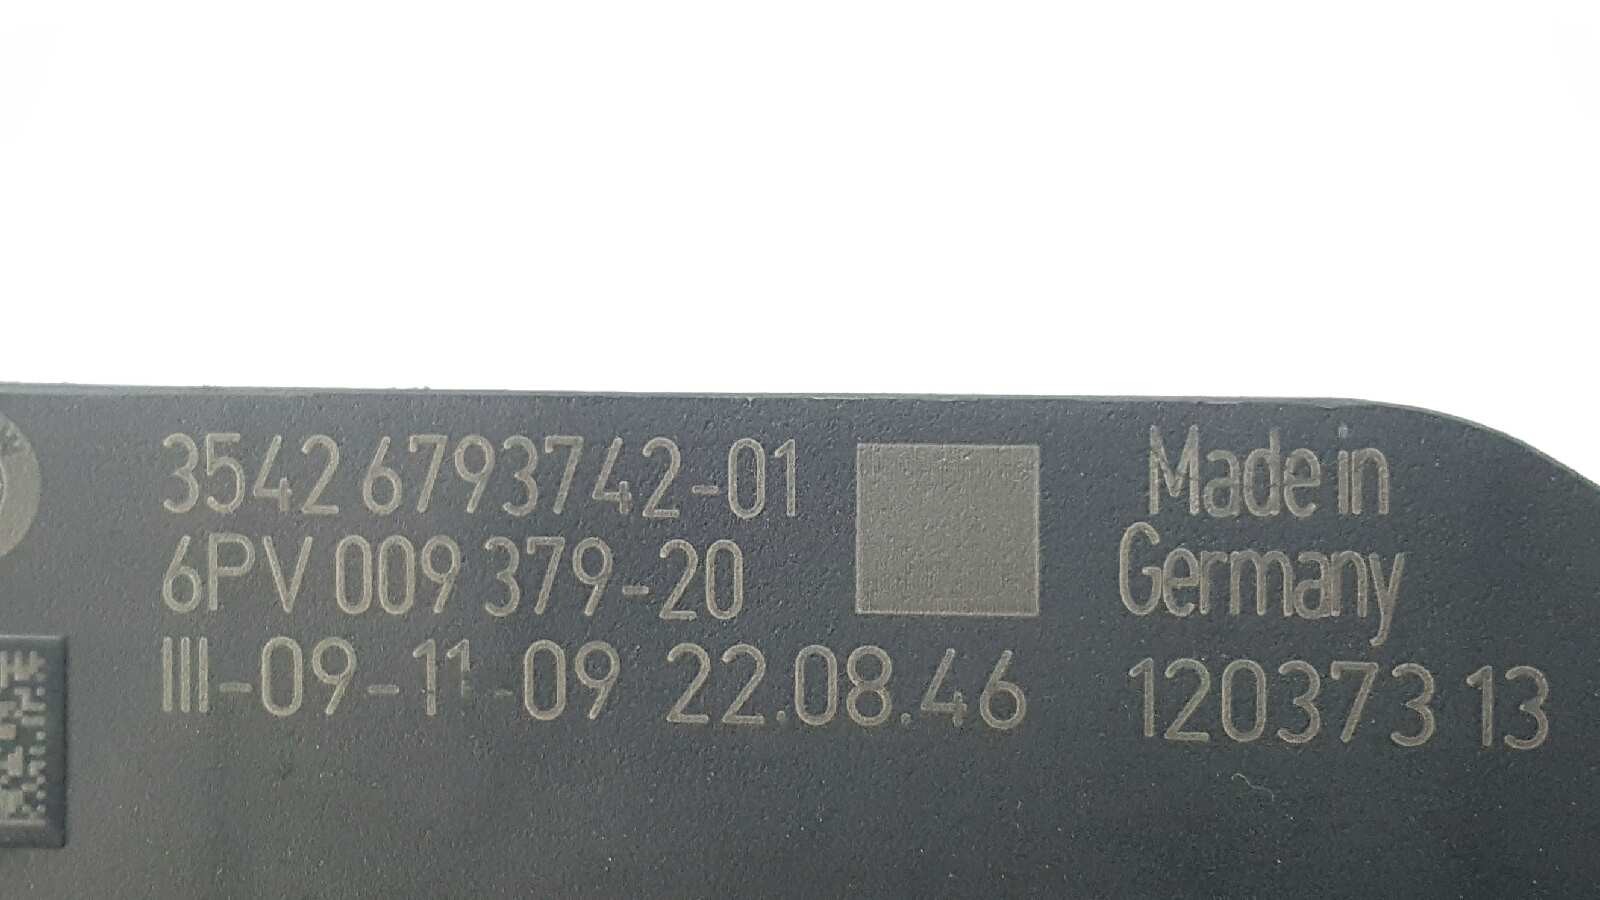 3542 6793742-01
6PV 009 379-20
III-09-11-09 22.08.46
Made in
Germany
120373 13